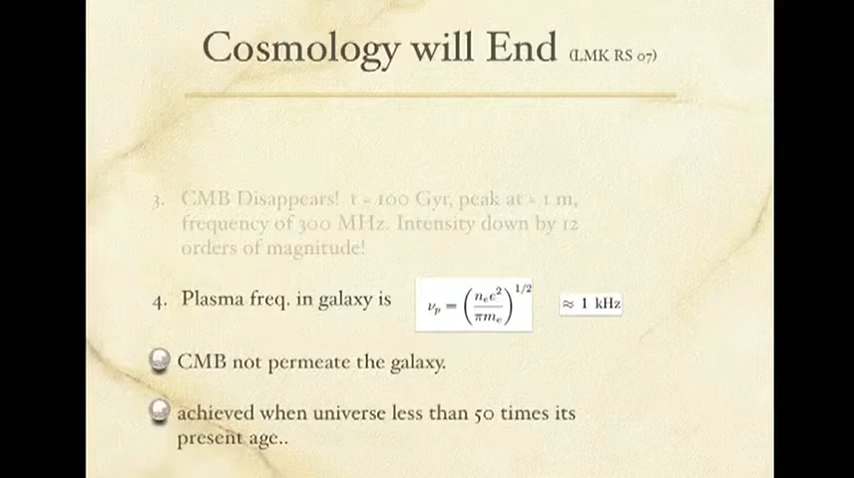 Cosmology will End (LMK RS 07)
3. CMB Disappears! t = 100 Gyr, peak at ≈ 1 m,
frequency of 300 MHz. Intensity down by 12
orders of magnitude!
4. Plasma freq. in galaxy is ν_p = (n_e e² / π m_e)^1/2 ≈ 1 kHz
CMB not permeate the galaxy.
achieved when universe less than 50 times its
present age..